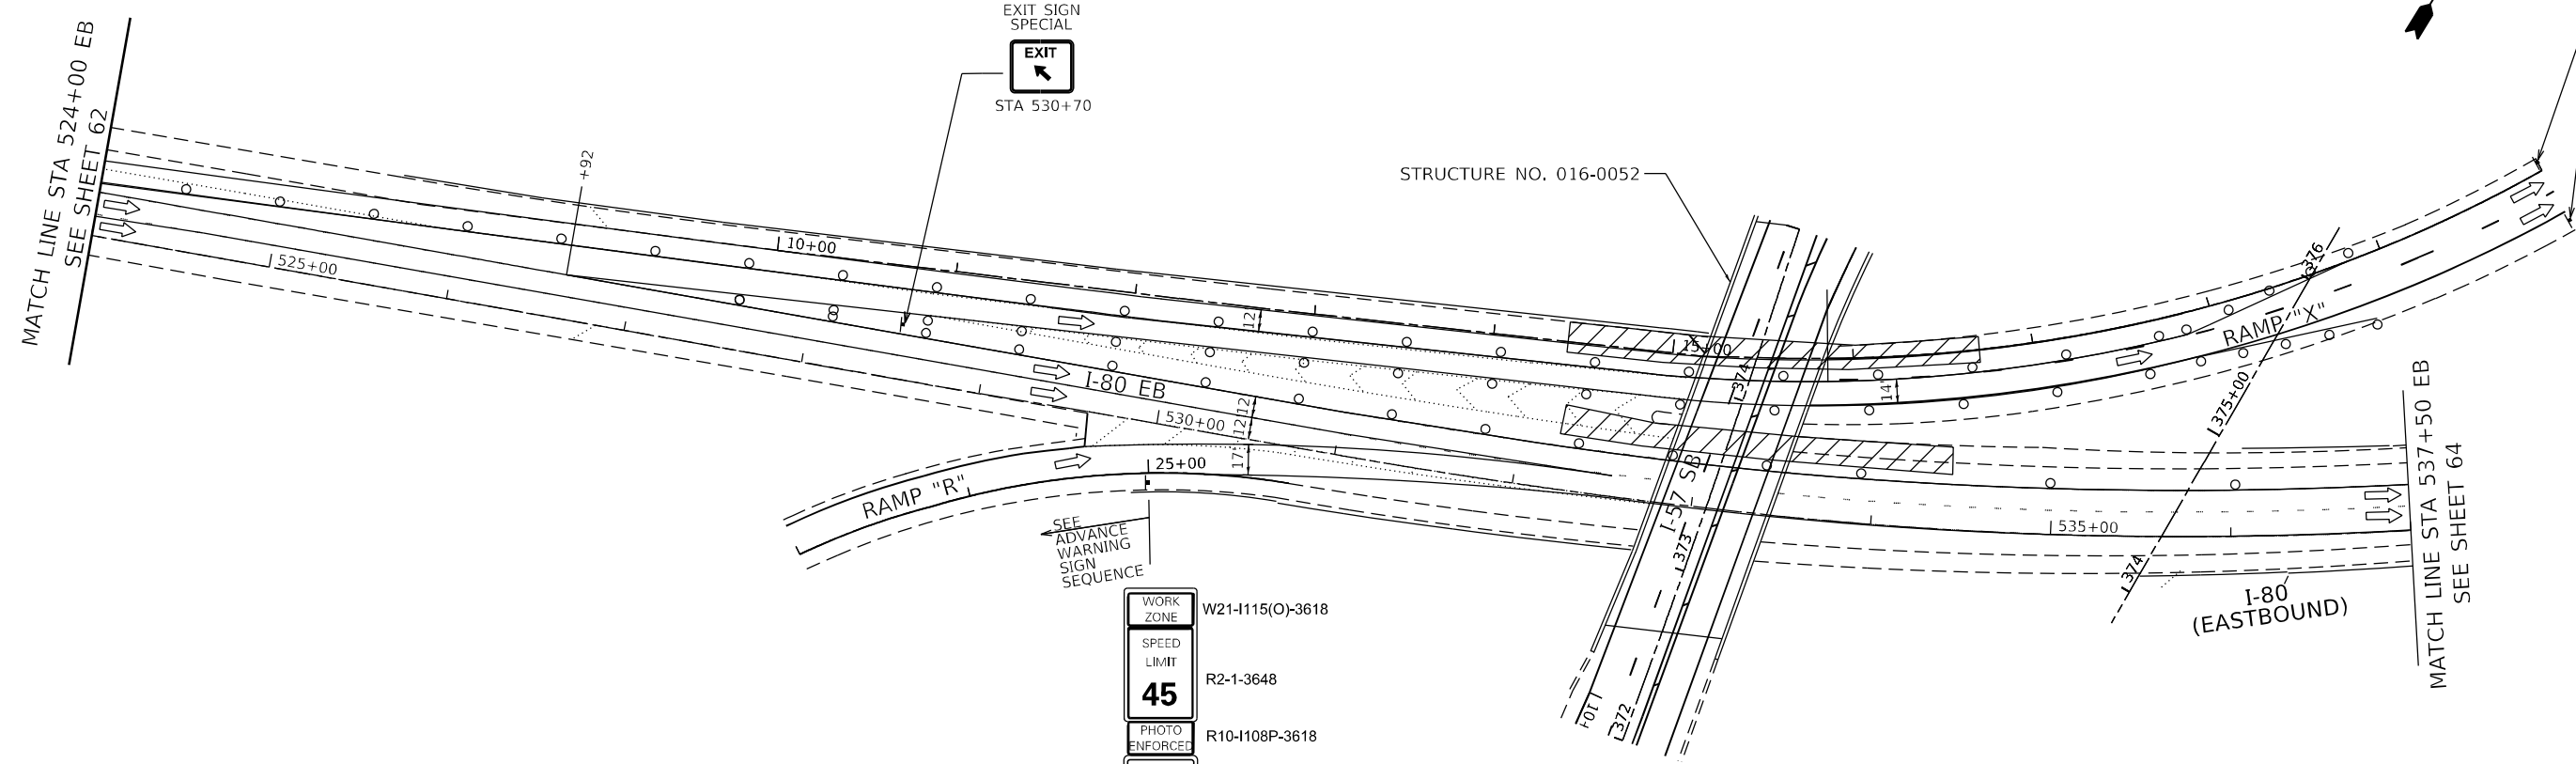 EXIT SIGN
SPECIAL
EXIT
STA 530+70
MATCH LINE STA 524+00 EB
SEE SHEET 62
+92
525+00
10+00
STRUCTURE NO. 016-0052
12
15+00
I-80 EB
12
12
530+00
17'
25+00
RAMP "R"
14'
374
I-57 SB
373
372
10+
376
RAMP "X"
375+00
374
535+00
I-80
(EASTBOUND)
MATCH LINE STA 537+50 EB
SEE SHEET 64
SEE
ADVANCE
WARNING
SIGN
SEQUENCE
WORK
ZONE
W21-I115(O)-3618
SPEED
LIMIT
45
R2-1-3648
PHOTO
ENFORCED
R10-I108P-3618